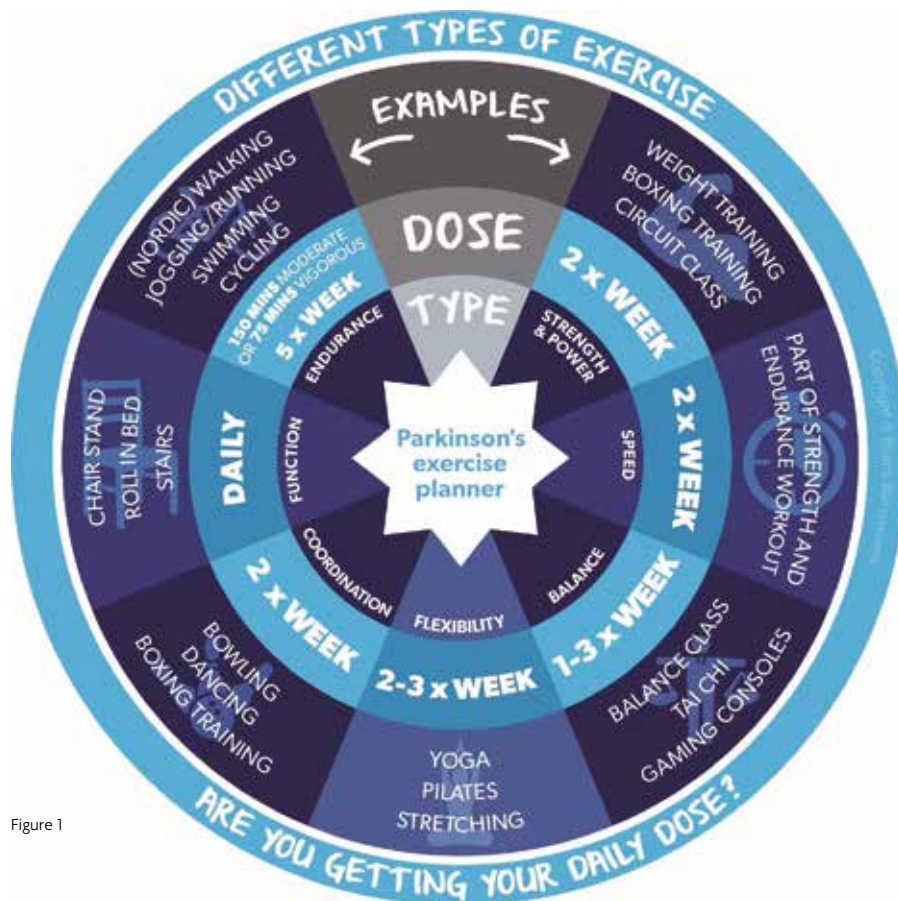 DIFFERENT TYPES OF EXERCISE
EXAMPLES
DOSE
TYPE
WEIGHT TRAINING
BOXING TRAINING
CIRCUIT CLASS
2 x WEEK
STRENGTH
& POWER
PART OF STRENGTH AND
ENDURANCE WORKOUT
2 x WEEK
SPEED
BALANCE CLASS
TAI CHI
GAMING CONSOLES
1-3 x WEEK
BALANCE
FLEXIBILITY
2-3 x WEEK
YOGA
PILATES
STRETCHING
COORDINATION
2 x WEEK
BOWLING
DANCING
BOXING TRAINING
FUNCTION
DAILY
CHAIR STAND
ROLL IN BED
STAIRS
(NORDIC) WALKING
JOGGING/RUNNING
SWIMMING
CYCLING
150 MINS MODERATE
OR 75 MINS VIGOROUS
5 x WEEK
ENDURANCE
Parkinson's
exercise
planner
ARE YOU GETTING YOUR DAILY DOSE?
Figure 1